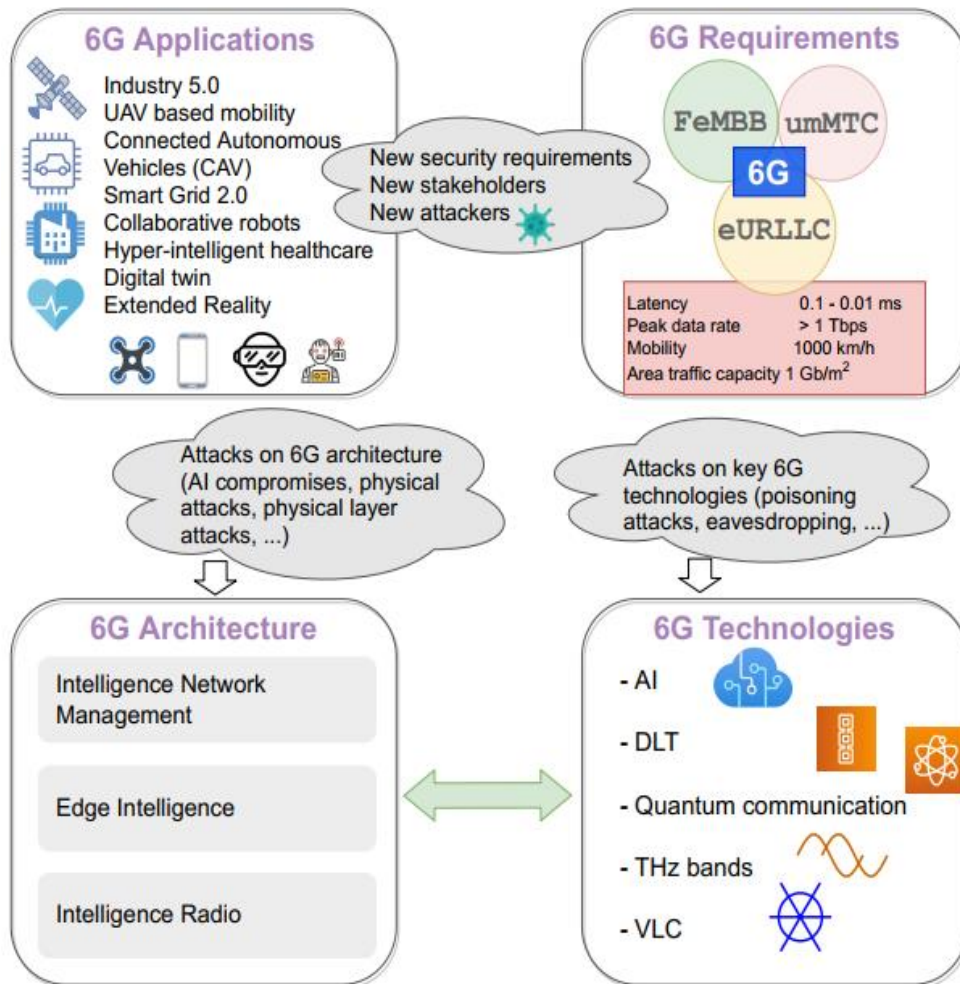 6G Applications
Industry 5.0
UAV based mobility
Connected Autonomous
Vehicles (CAV)
Smart Grid 2.0
Collaborative robots
Hyper-intelligent healthcare
Digital twin
Extended Reality
New security requirements
New stakeholders
New attackers
6G Requirements
FeMBB
umMTC
6G
eURLLC
Latency 0.1 - 0.01 ms
Peak data rate > 1 Tbps
Mobility 1000 km/h
Area traffic capacity 1 Gb/m²
Attacks on 6G architecture
(AI compromises, physical
attacks, physical layer
attacks, ...)
Attacks on key 6G
technologies (poisoning
attacks, eavesdropping, ...)
6G Architecture
Intelligence Network
Management
Edge Intelligence
Intelligence Radio
6G Technologies
- AI
- DLT
- Quantum communication
- THz bands
- VLC